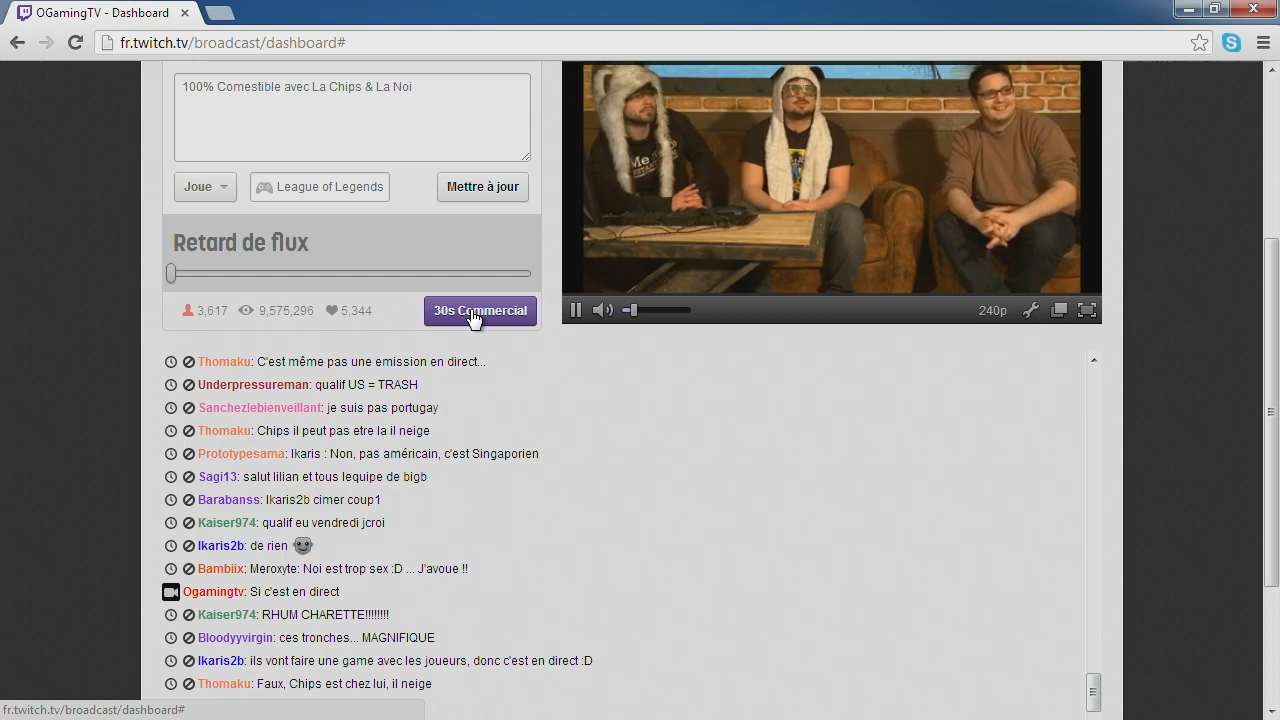 OGamingTV - Dashboard
fr.twitch.tv/broadcast/dashboard#
100% Comestible avec La Chips & La Noi
Joue
League of Legends
Mettre à jour
Retard de flux
3,617 9,575,296 5,344
30s Commercial
240p
Thomaku: C'est même pas une emission en direct...
Underpressureman: qualif US = TRASH
Sanchezlebienveillant: je suis pas portugay
Thomaku: Chips il peut pas etre la il neige
Prototypesama: Ikaris : Non, pas américain, c'est Singaporien
Sagi13: salut lilian et tous lequipe de bigb
Barabanss: Ikaris2b cimer coup1
Kaiser974: qualif eu vendredi jcroi
Ikaris2b: de rien
Bambiix: Meroxyte: Noi est trop sex :D ... J'avoue !!
Ogamingtv: Si c'est en direct
Kaiser974: RHUM CHARETTE!!!!!!!!
Bloodyyvirgin: ces tronches... MAGNIFIQUE
Ikaris2b: ils vont faire une game avec les joueurs, donc c'est en direct :D
Thomaku: Faux, Chips est chez lui, il neige
fr.twitch.tv/broadcast/dashboard#